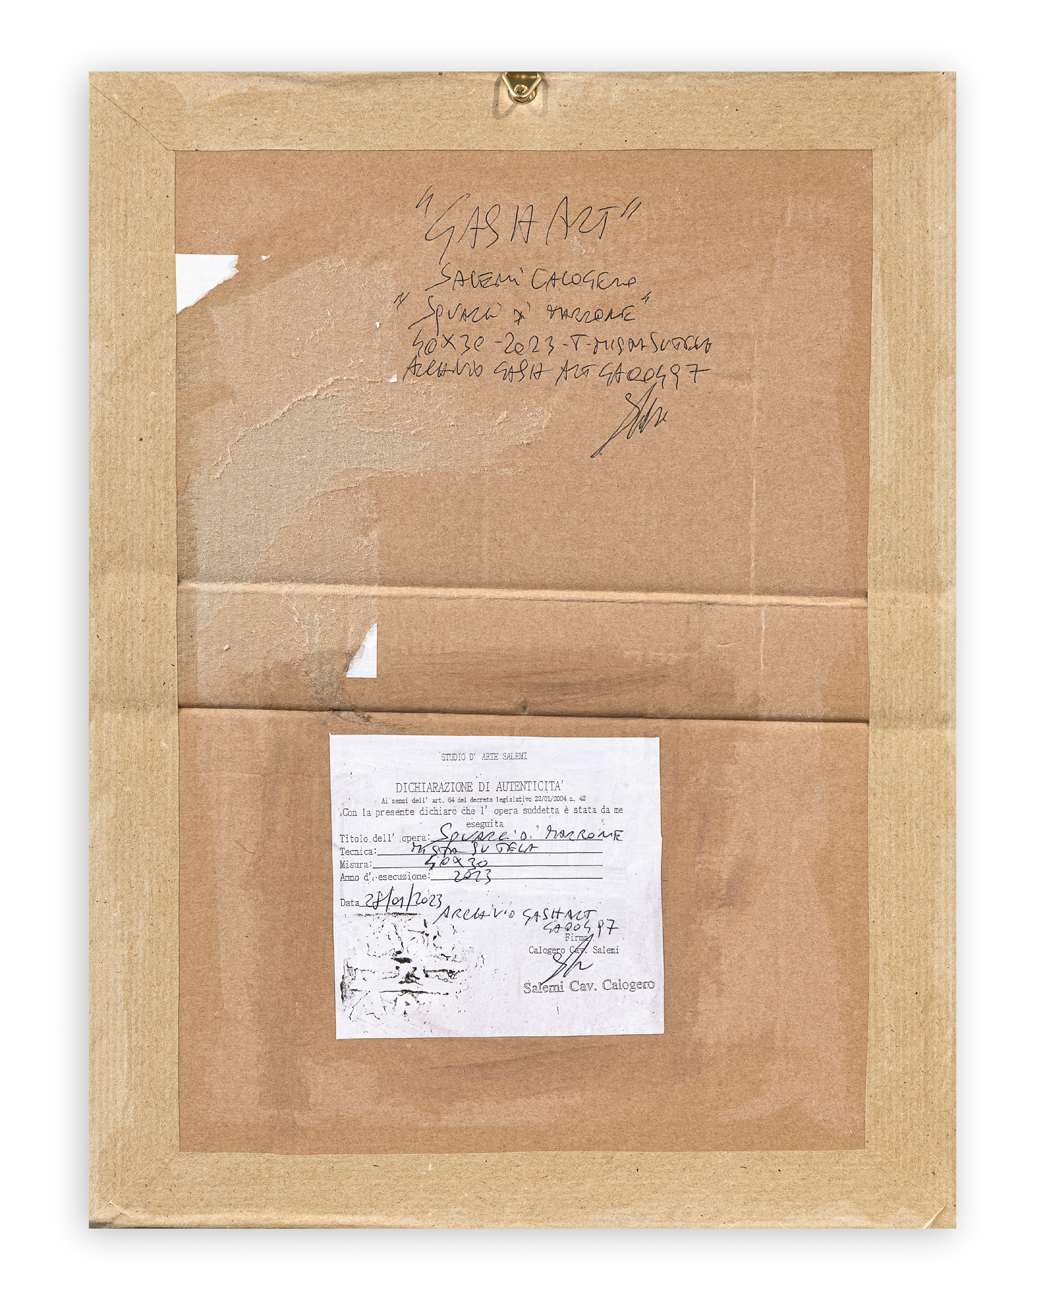 "GASH ART"
SALEMI CALOGERO
"SQUARCI DI MARRONE"
40X30-2023-T-MISTA SU TELA
ARCHIVIO GASH ART GA00497
STUDIO D' ARTE SALEMI
DICHIARAZIONE DI AUTENTICITA'
Ai sensi dell' art. 64 del decreto legislativo 22/01/2004 n. 42
Con la presente dichiaro che l' opera suddetta è stata da me
eseguita
Titolo dell' opera: SQUARCI DI MARRONE
Tecnica: MISTA SU TELA
Misura: 40X30
Anno d' esecuzione: 2023
Data 28/01/2023
ARCHIVIO GASH ART
GA00497
Firma
Calogero Cav. Salemi
Salemi Cav. Calogero